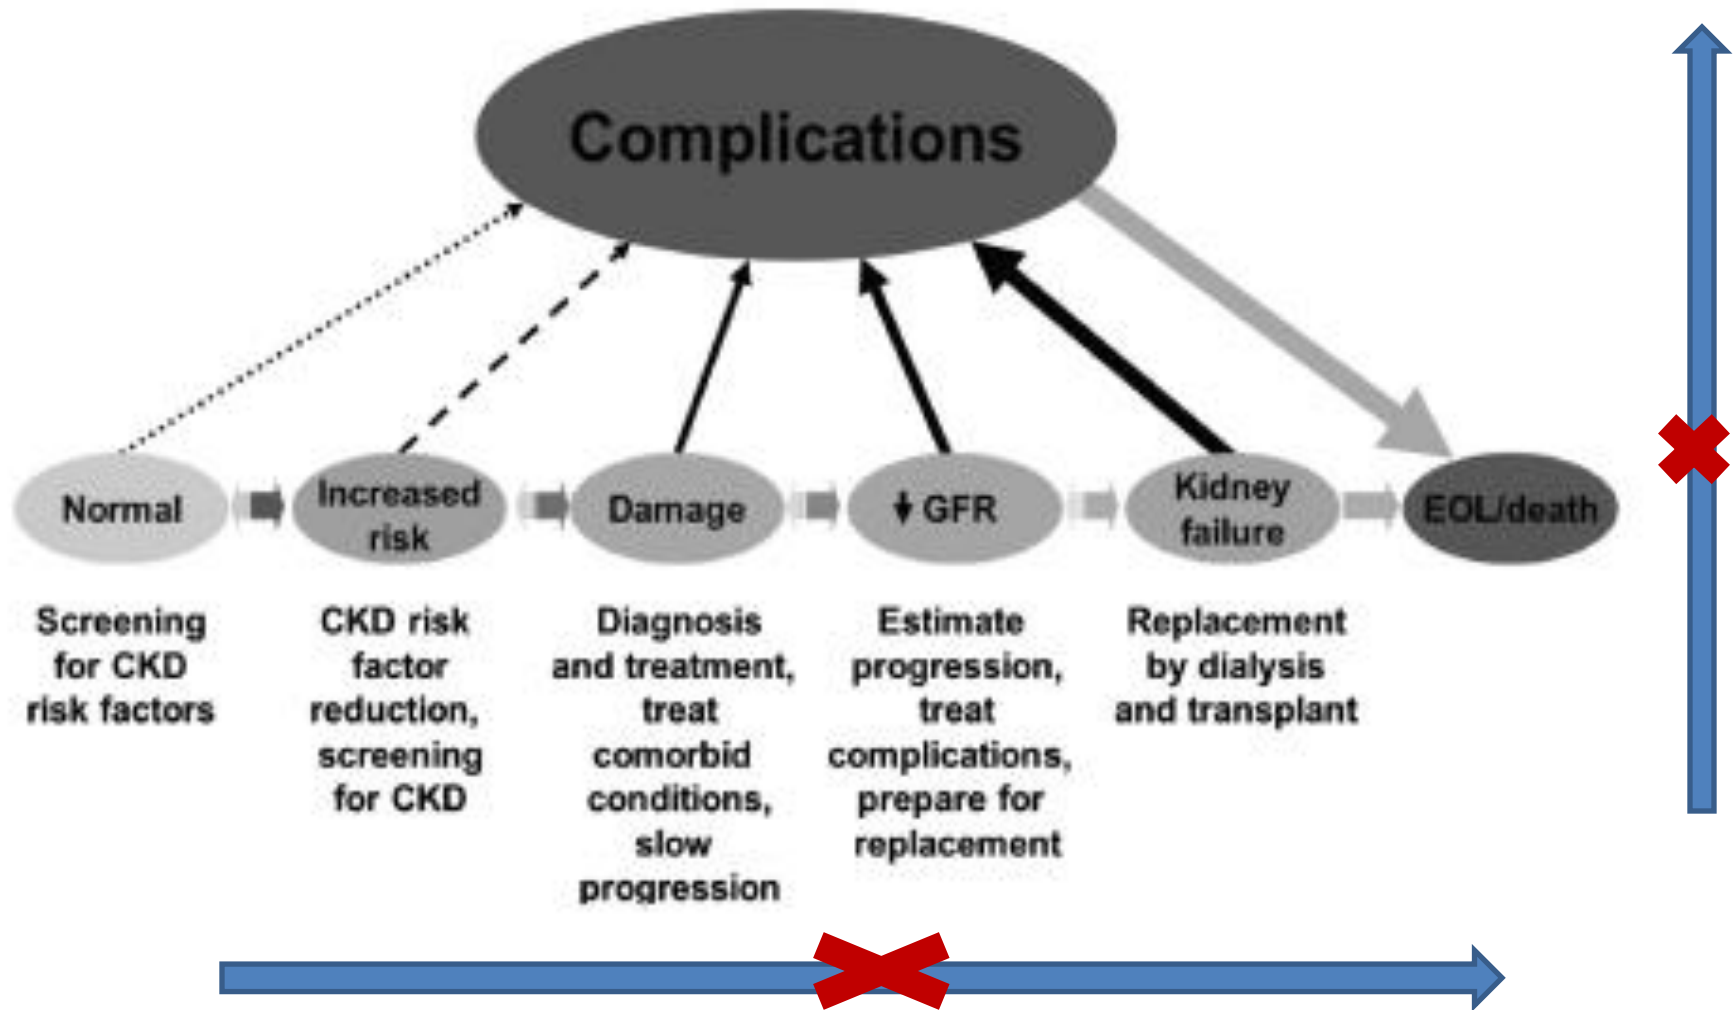 Complications
Normal
Increased
risk
Damage
GFR
Kidney
failure
EOL/death
Screening
for CKD
risk factors
CKD risk
factor
reduction,
screening
for CKD
Diagnosis
and treatment,
treat
comorbid
conditions,
slow
progression
Estimate
progression,
treat
complications,
prepare for
replacement
Replacement
by dialysis
and transplant